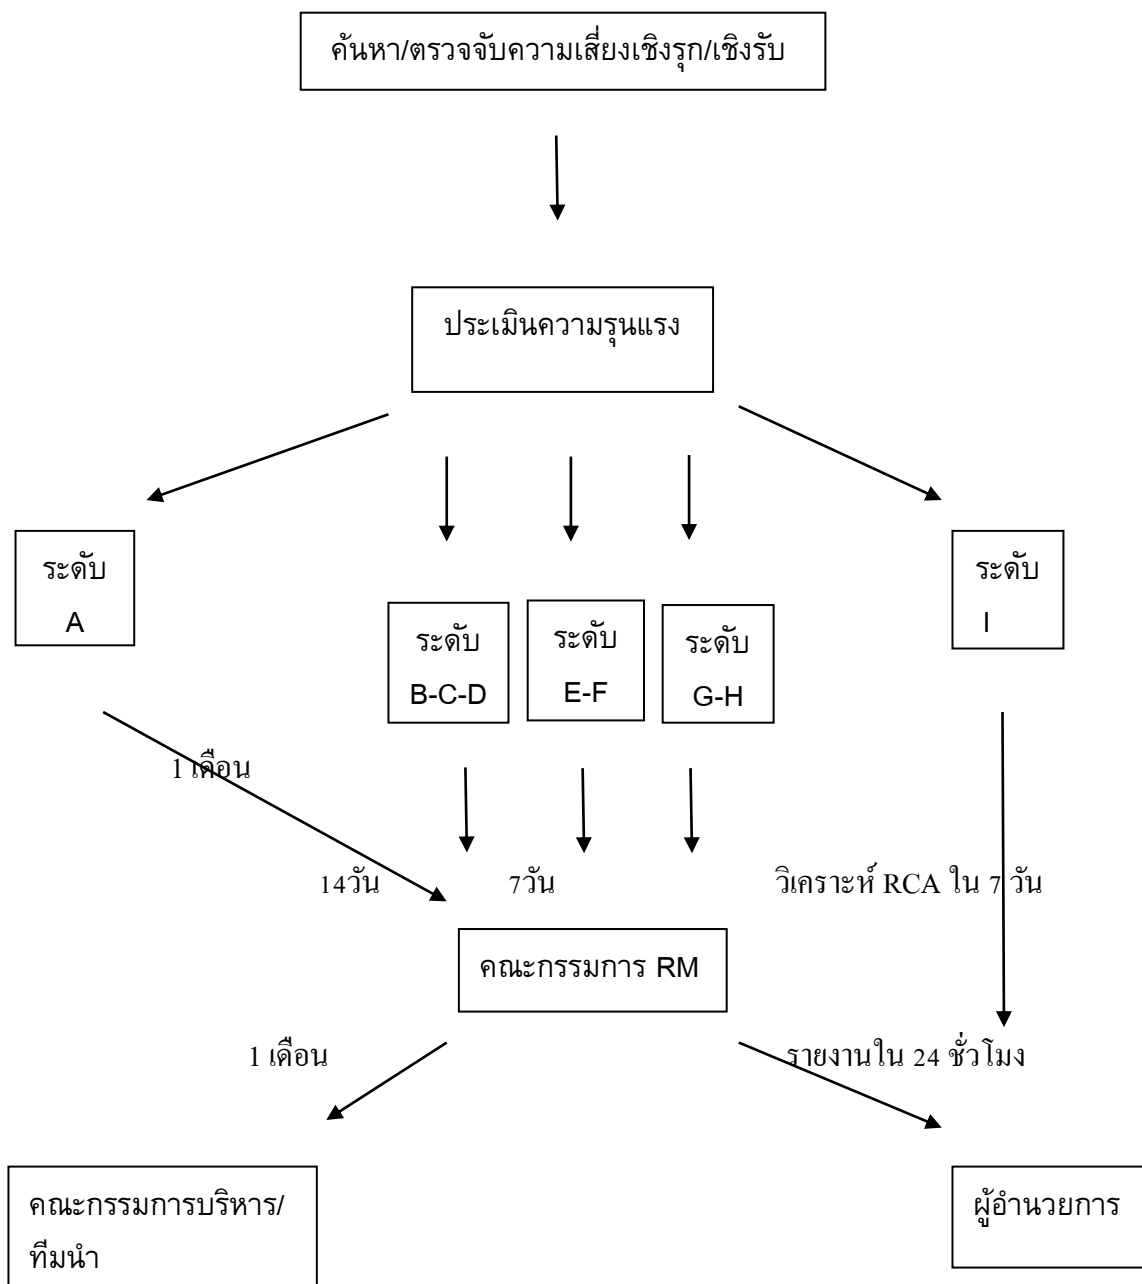 ค้นหา/ตรวจจับความเสี่ยงเชิงรุก/เชิงรับ
ประเมินความรุนแรง
ระดับ
A
ระดับ
B-C-D
ระดับ
E-F
ระดับ
G-H
ระดับ
I
1 เดือน
14วัน
7วัน
วิเคราะห์ RCA ใน 7 วัน
คณะกรรมการ RM
1 เดือน
รายงานใน 24 ชั่วโมง
คณะกรรมการบริหาร/
ทีมนำ
ผู้อำนวยการ